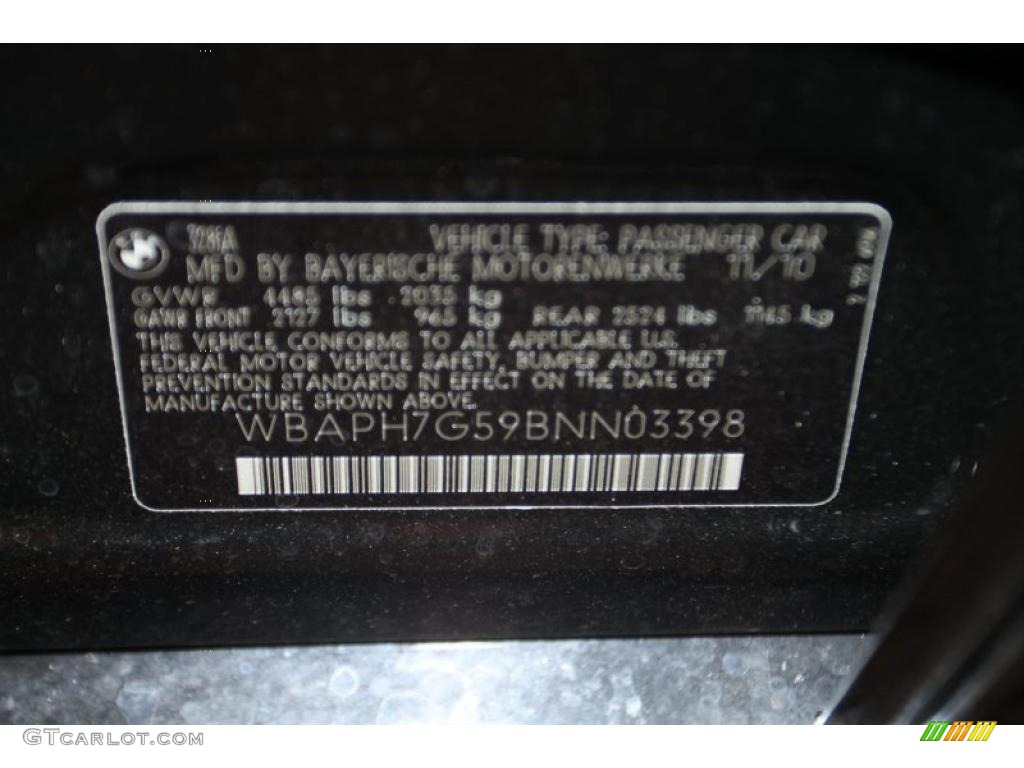 328iA VEHICLE TYPE: PASSENGER CAR
MFD BY BAYERISCHE MOTORENWERKE 11/10
GVWR 4485 lbs 2035 kg
GAWR FRONT 2127 lbs 965 kg REAR 2524 lbs 1145 kg
THIS VEHICLE CONFORMS TO ALL APPLICABLE U.S.
FEDERAL MOTOR VEHICLE SAFETY, BUMPER AND THEFT
PREVENTION STANDARDS IN EFFECT ON THE DATE OF
MANUFACTURE SHOWN ABOVE.
WBAPH7G59BNN03398
GTCARLOT.COM